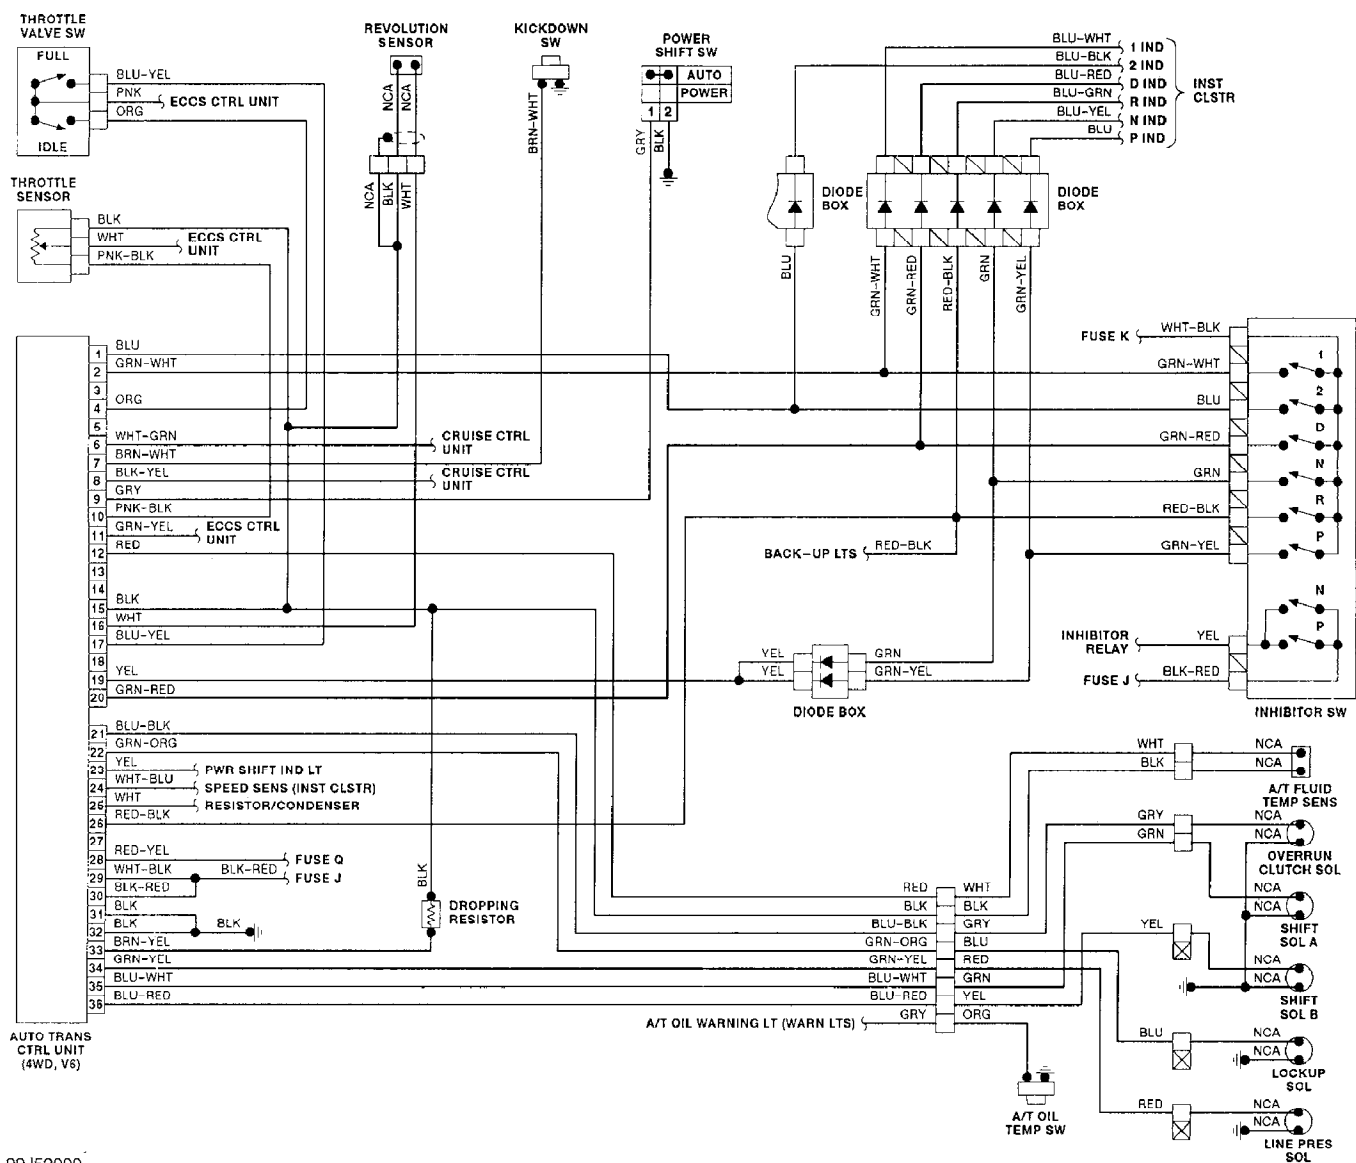 THROTTLE
VALVE SW
FULL
IDLE
BLU-YEL
PNK
ECCS CTRL UNIT
ORG
THROTTLE
SENSOR
BLK
WHT
ECCS CTRL
UNIT
PNK-BLK
REVOLUTION
SENSOR
NCA
NCA
NCA
BLK
WHT
KICKDOWN
SW
BRN-WHT
POWER
SHIFT SW
AUTO
POWER
1 2
GRY
BLK
BLU-WHT 1 IND
BLU-BLK 2 IND
BLU-RED D IND
BLU-GRN R IND
BLU-YEL N IND
BLU P IND
INST
CLSTR
DIODE
BOX
DIODE
BOX
BLU
GRN-WHT
GRN-RED
RED-BLK
GRN
GRN-YEL
1 BLU
2 GRN-WHT
3
4 ORG
5
6 WHT-GRN
CRUISE CTRL
UNIT
7 BRN-WHT
8 BLK-YEL
CRUISE CTRL
UNIT
9 GRY
10 PNK-BLK
11 GRN-YEL
ECCS CTRL
UNIT
12 RED
13
14
15 BLK
16 WHT
17 BLU-YEL
18
19 YEL
20 GRN-RED
21 BLU-BLK
22 GRN-ORG
23 YEL PWR SHIFT IND LT
24 WHT-BLU SPEED SENS (INST CLSTR)
25 WHT RESISTOR/CONDENSER
26 RED-BLK
27
28 RED-YEL FUSE Q
29 WHT-BLK BLK-RED FUSE J
30 BLK-RED
31 BLK
32 BLK BLK
33 BRN-YEL
34 GRN-YEL
35 BLU-WHT
36 BLU-RED
AUTO TRANS
CTRL UNIT
(4WD, V6)
BLK
DROPPING
RESISTOR
FUSE K WHT-BLK
GRN-WHT 1
BLU 2
GRN-RED D
GRN N
RED-BLK R
GRN-YEL P
BACK-UP LTS RED-BLK
N
INHIBITOR
RELAY
YEL P
FUSE J BLK-RED
INHIBITOR SW
YEL GRN
YEL GRN-YEL
DIODE BOX
RED WHT
BLK BLK
BLU-BLK GRY
GRN-ORG BLU
GRN-YEL RED
BLU-WHT GRN
BLU-RED YEL
A/T OIL WARNING LT (WARN LTS) GRY ORG
A/T OIL
TEMP SW
WHT NCA
BLK NCA
A/T FLUID
TEMP SENS
GRY NCA
GRN NCA
OVERRUN
CLUTCH SOL
NCA
NCA
SHIFT
SOL A
YEL
NCA
NCA
SHIFT
SOL B
BLU NCA
NCA
LOCKUP
SOL
RED NCA
NCA
LINE PRES
SOL